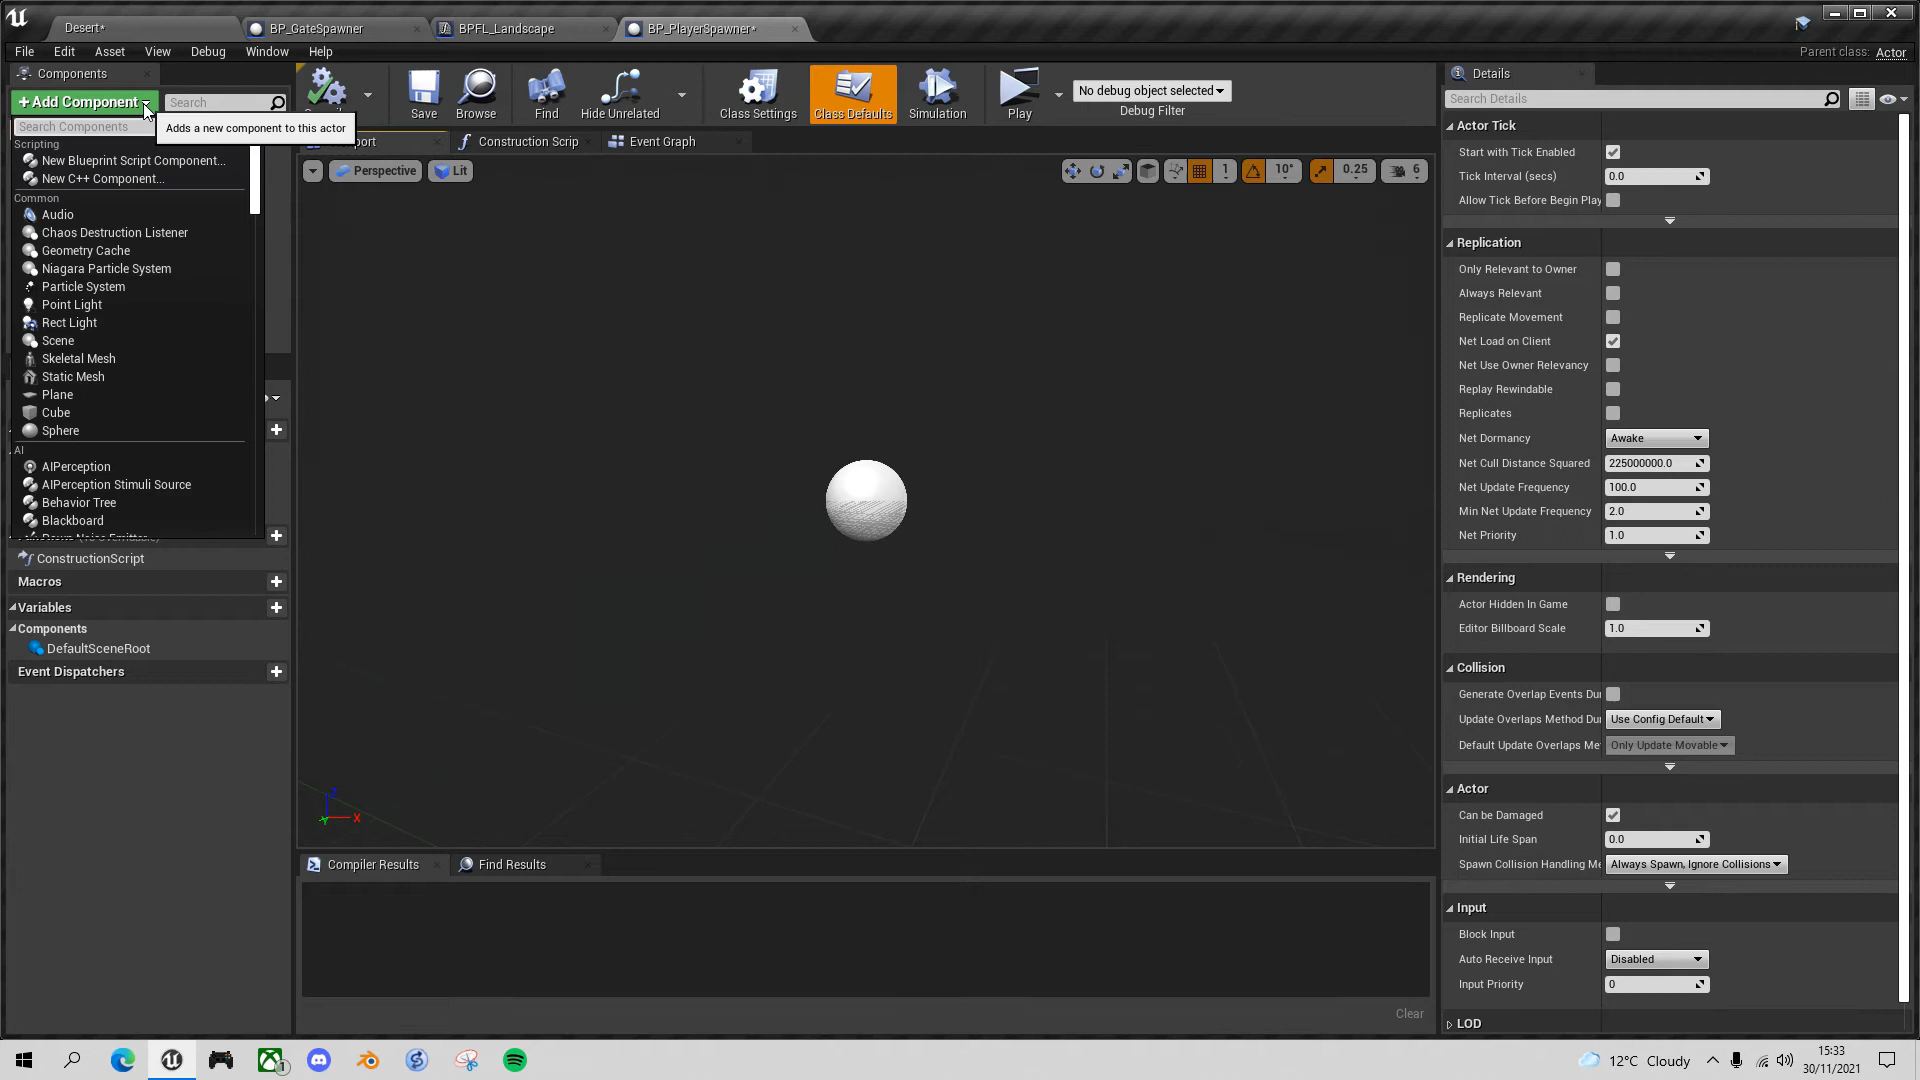 Desert*
BP_GateSpawner
BPFL_Landscape
BP_PlayerSpawner*
File Edit Asset View Debug Window Help
Parent class: Actor
Components
+ Add Component
Search
Search Components
Adds a new component to this actor
Scripting
New Blueprint Script Component...
New C++ Component...
Common
Audio
Chaos Destruction Listener
Geometry Cache
Niagara Particle System
Particle System
Point Light
Rect Light
Scene
Skeletal Mesh
Static Mesh
Plane
Cube
Sphere
AI
AIPerception
AIPerception Stimuli Source
Behavior Tree
Blackboard
ConstructionScript
Macros
Variables
Components
DefaultSceneRoot
Event Dispatchers
Save
Browse
Find
Hide Unrelated
Class Settings
Class Defaults
Simulation
Play
No debug object selected
Debug Filter
Construction Scrip
Event Graph
Perspective
Lit
1
10°
0.25
6
Z
X
Y
Compiler Results
Find Results
Clear
Details
Search Details
Actor Tick
Start with Tick Enabled
Tick Interval (secs) 0.0
Allow Tick Before Begin Play
Replication
Only Relevant to Owner
Always Relevant
Replicate Movement
Net Load on Client
Net Use Owner Relevancy
Replay Rewindable
Replicates
Net Dormancy Awake
Net Cull Distance Squared 225000000.0
Net Update Frequency 100.0
Min Net Update Frequency 2.0
Net Priority 1.0
Rendering
Actor Hidden In Game
Editor Billboard Scale 1.0
Collision
Generate Overlap Events Du
Update Overlaps Method Du Use Config Default
Default Update Overlaps Me Only Update Movable
Actor
Can be Damaged
Initial Life Span 0.0
Spawn Collision Handling Me Always Spawn, Ignore Collisions
Input
Block Input
Auto Receive Input Disabled
Input Priority 0
LOD
1
12°C Cloudy
15:33
30/11/2021